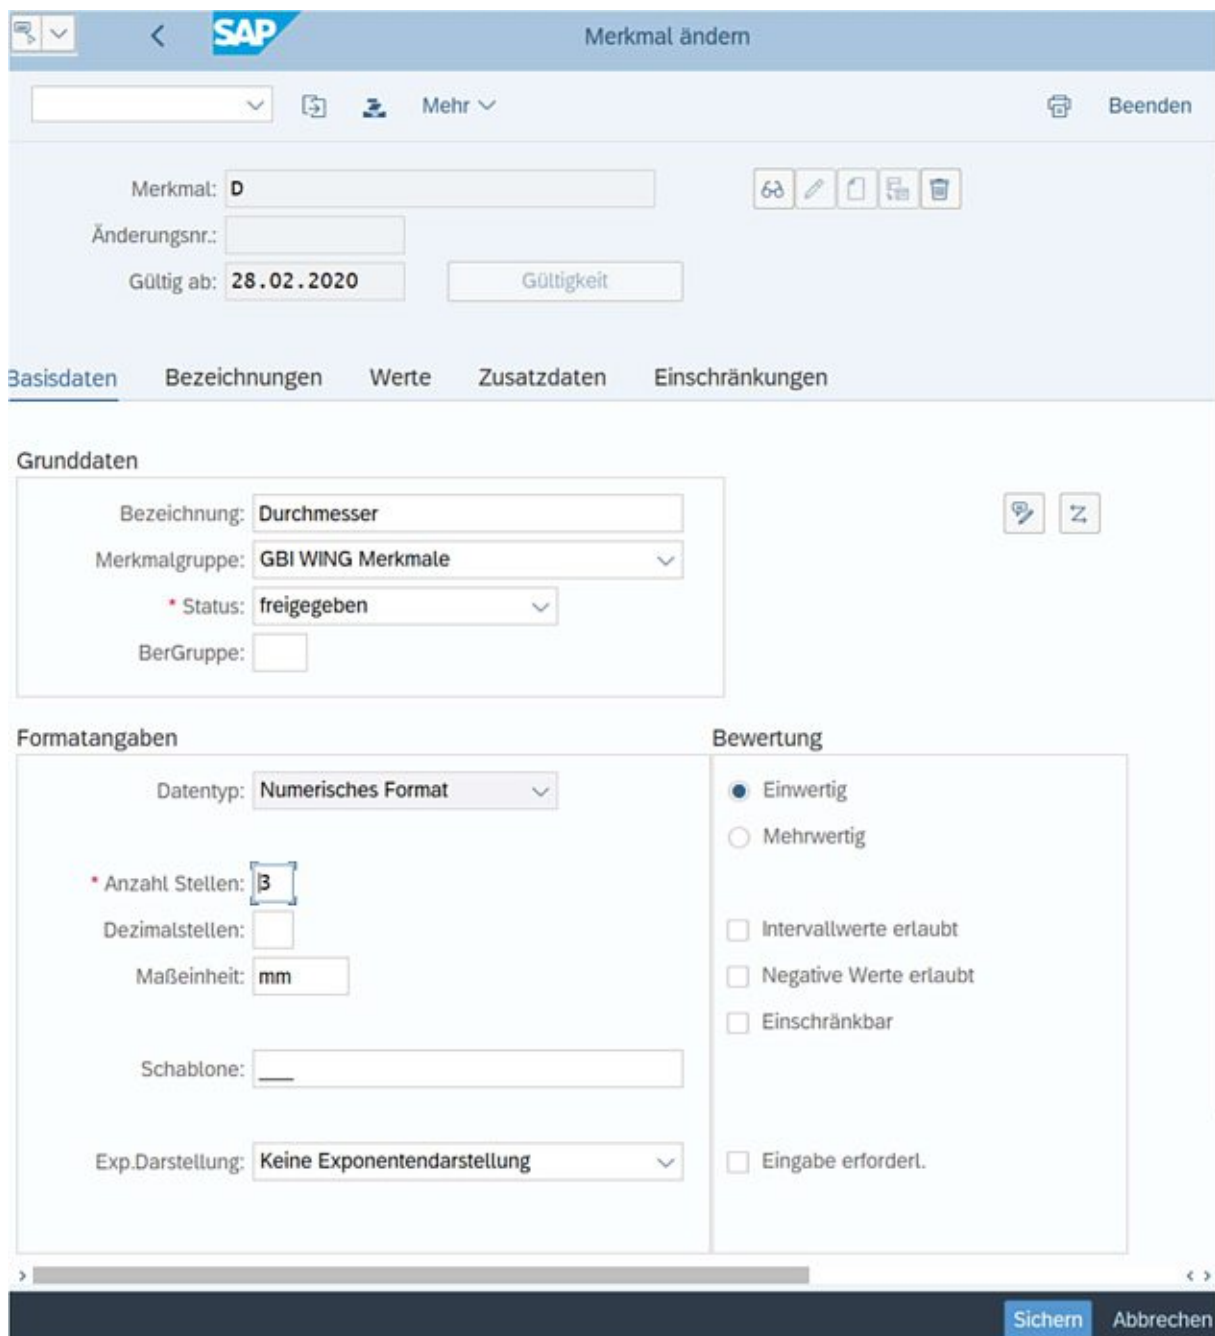 SAP
Merkmal ändern
Mehr
Beenden
Merkmal: D
Änderungsnr.:
Gültig ab: 28.02.2020 Gültigkeit
Basisdaten Bezeichnungen Werte Zusatzdaten Einschränkungen
Grunddaten
Bezeichnung: Durchmesser
Merkmalgruppe: GBI WING Merkmale
* Status: freigegeben
BerGruppe:
Formatangaben Bewertung
Datentyp: Numerisches Format Einwertig
Mehrwertig
* Anzahl Stellen: 3
Dezimalstellen: Intervallwerte erlaubt
Maßeinheit: mm Negative Werte erlaubt
Einschränkbar
Schablone: ___
Exp.Darstellung: Keine Exponentendarstellung Eingabe erforderl.
Sichern Abbrechen